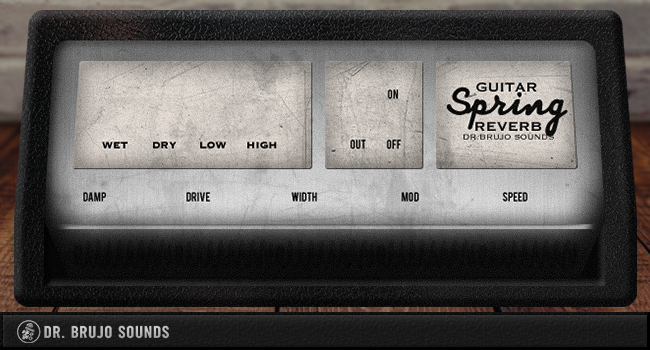 GUITAR
Spring
REVERB
DR.BRUJO SOUNDS
ON
WET DRY LOW HIGH
OUT OFF
DAMP DRIVE WIDTH MOD SPEED
DR. BRUJO SOUNDS